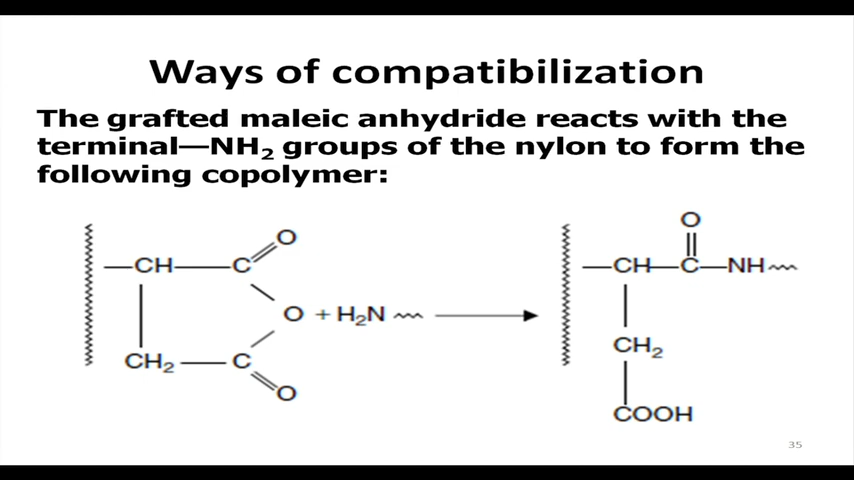 Ways of compatibilization
The grafted maleic anhydride reacts with the
terminal—NH₂ groups of the nylon to form the
following copolymer:
O
O
CH C
CH C NH
O + H₂N
CH₂
CH₂ C
O
COOH
35